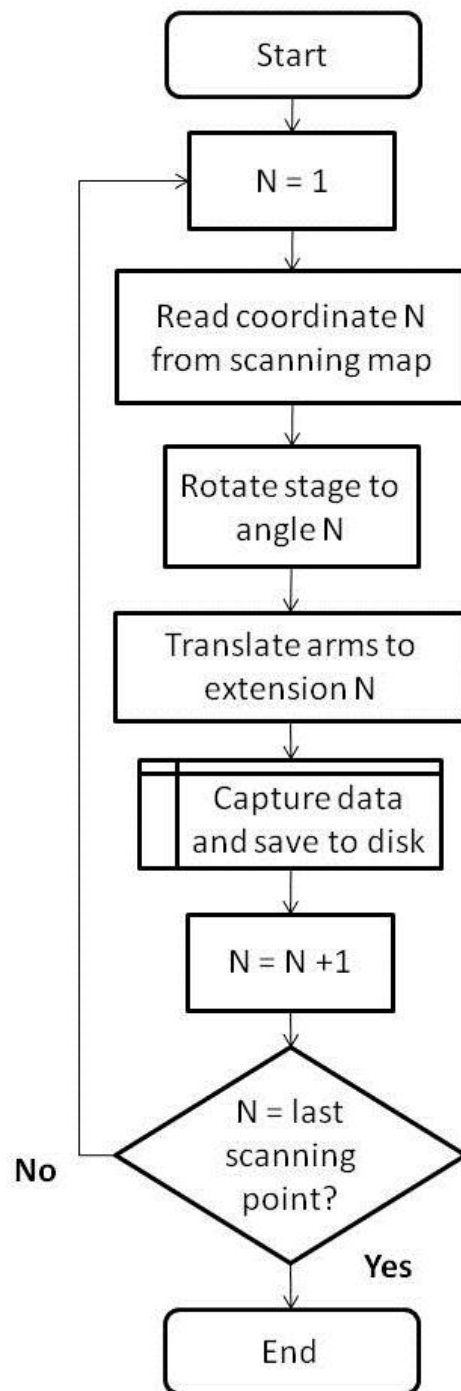 Start
N = 1
Read coordinate N
from scanning map
Rotate stage to
angle N
Translate arms to
extension N
Capture data
and save to disk
N = N +1
N = last
scanning
point?
No
Yes
End